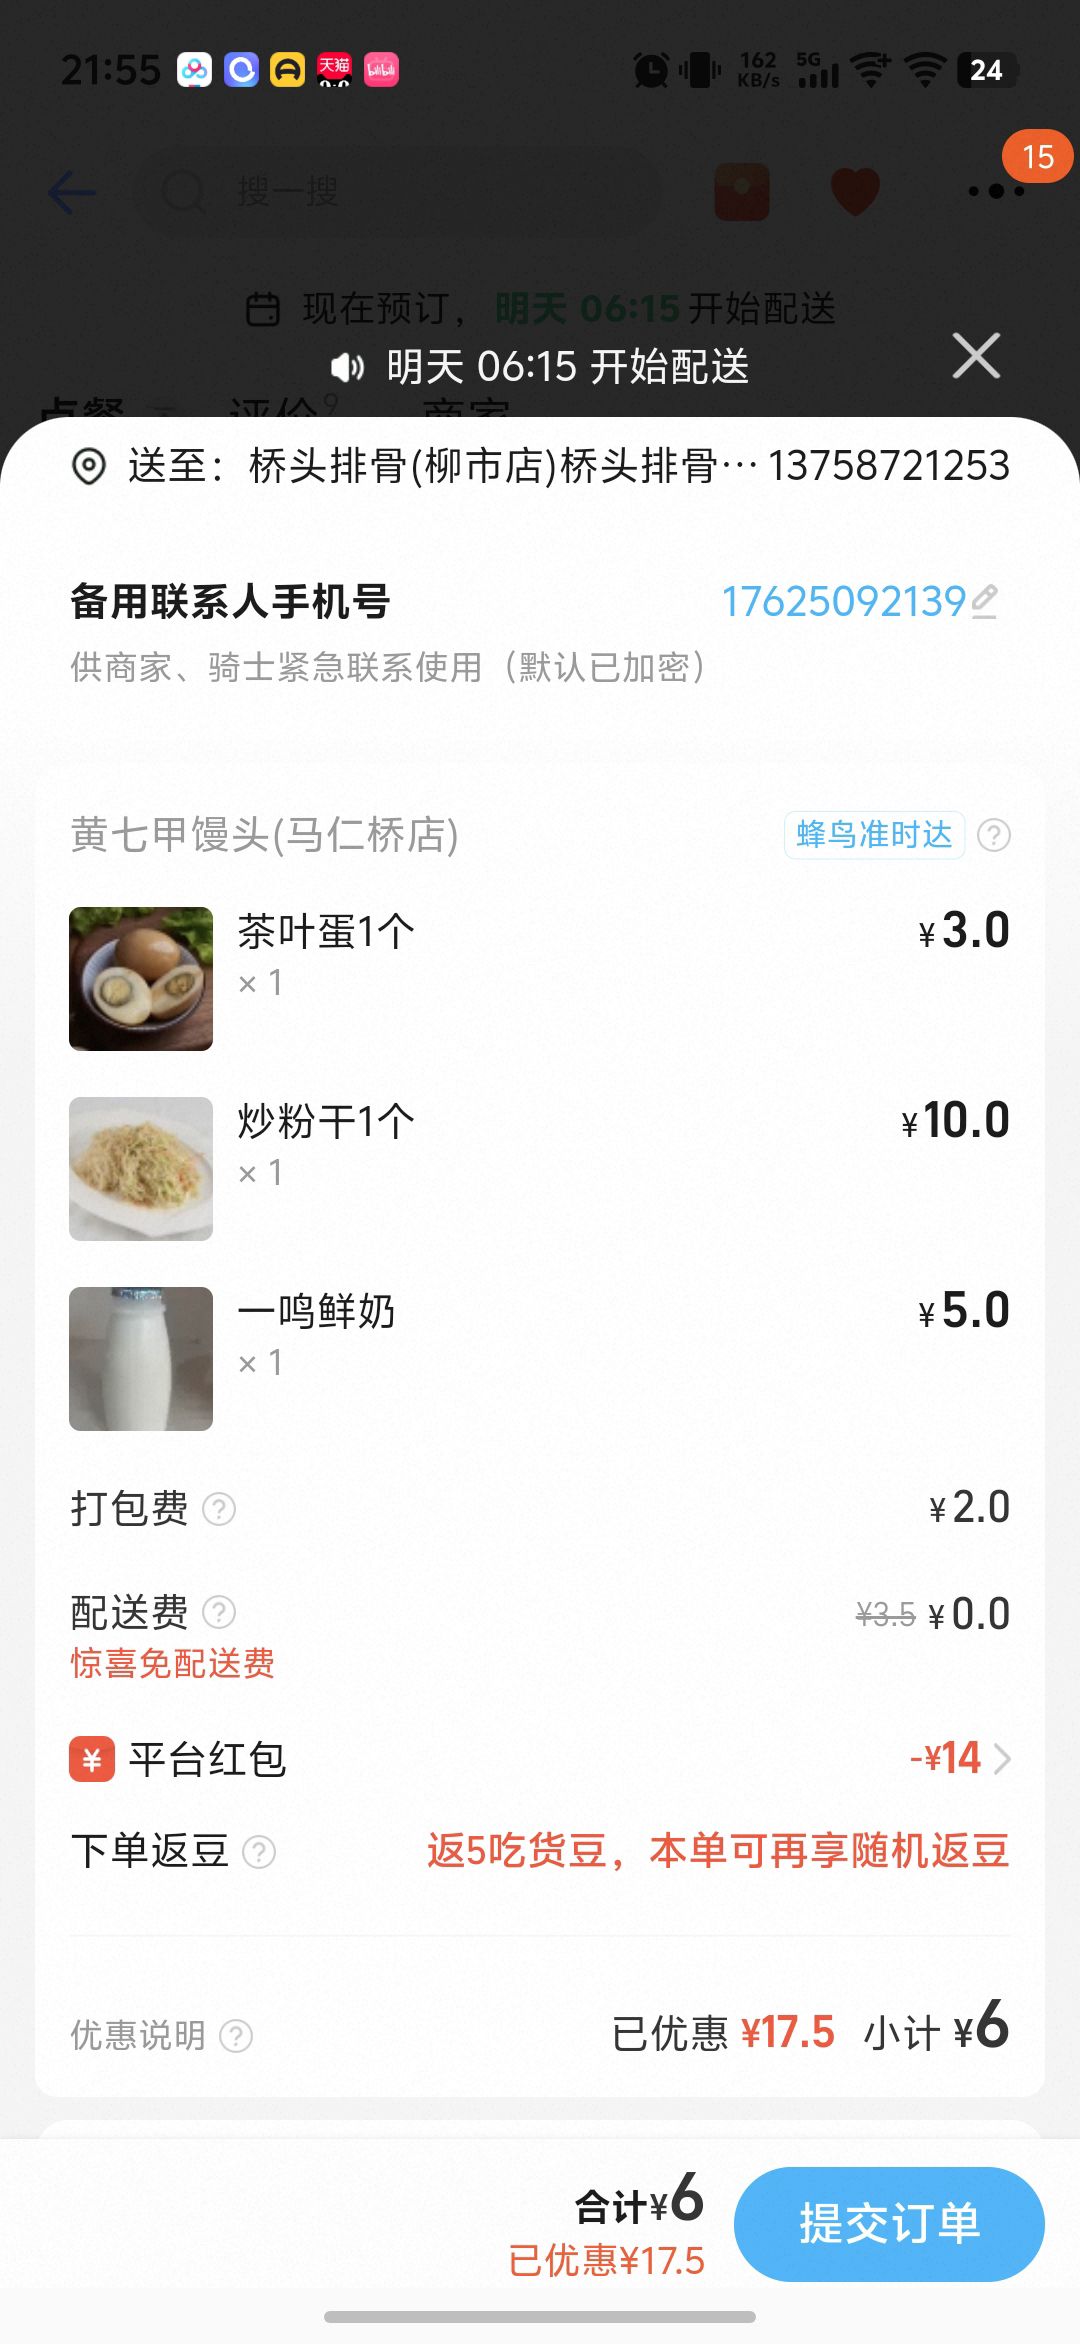 21:55
天猫
bilibili
162
KB/s
5G
24
15
搜一搜
现在预订，明天 06:15 开始配送
明天 06:15 开始配送
点餐 评价 9 商家
送至：桥头排骨(柳市店)桥头排骨… 13758721253
备用联系人手机号 17625092139
供商家、骑士紧急联系使用（默认已加密）
黄七甲馒头(马仁桥店) 蜂鸟准时达 ?
茶叶蛋1个 ¥3.0
× 1
炒粉干1个 ¥10.0
× 1
一鸣鲜奶 ¥5.0
× 1
打包费 ? ¥2.0
配送费 ? ¥3.5 ¥0.0
惊喜免配送费
¥ 平台红包 -¥14
下单返豆 ? 返5吃货豆，本单可再享随机返豆
优惠说明 ? 已优惠 ¥17.5 小计 ¥6
合计¥6
已优惠¥17.5
提交订单